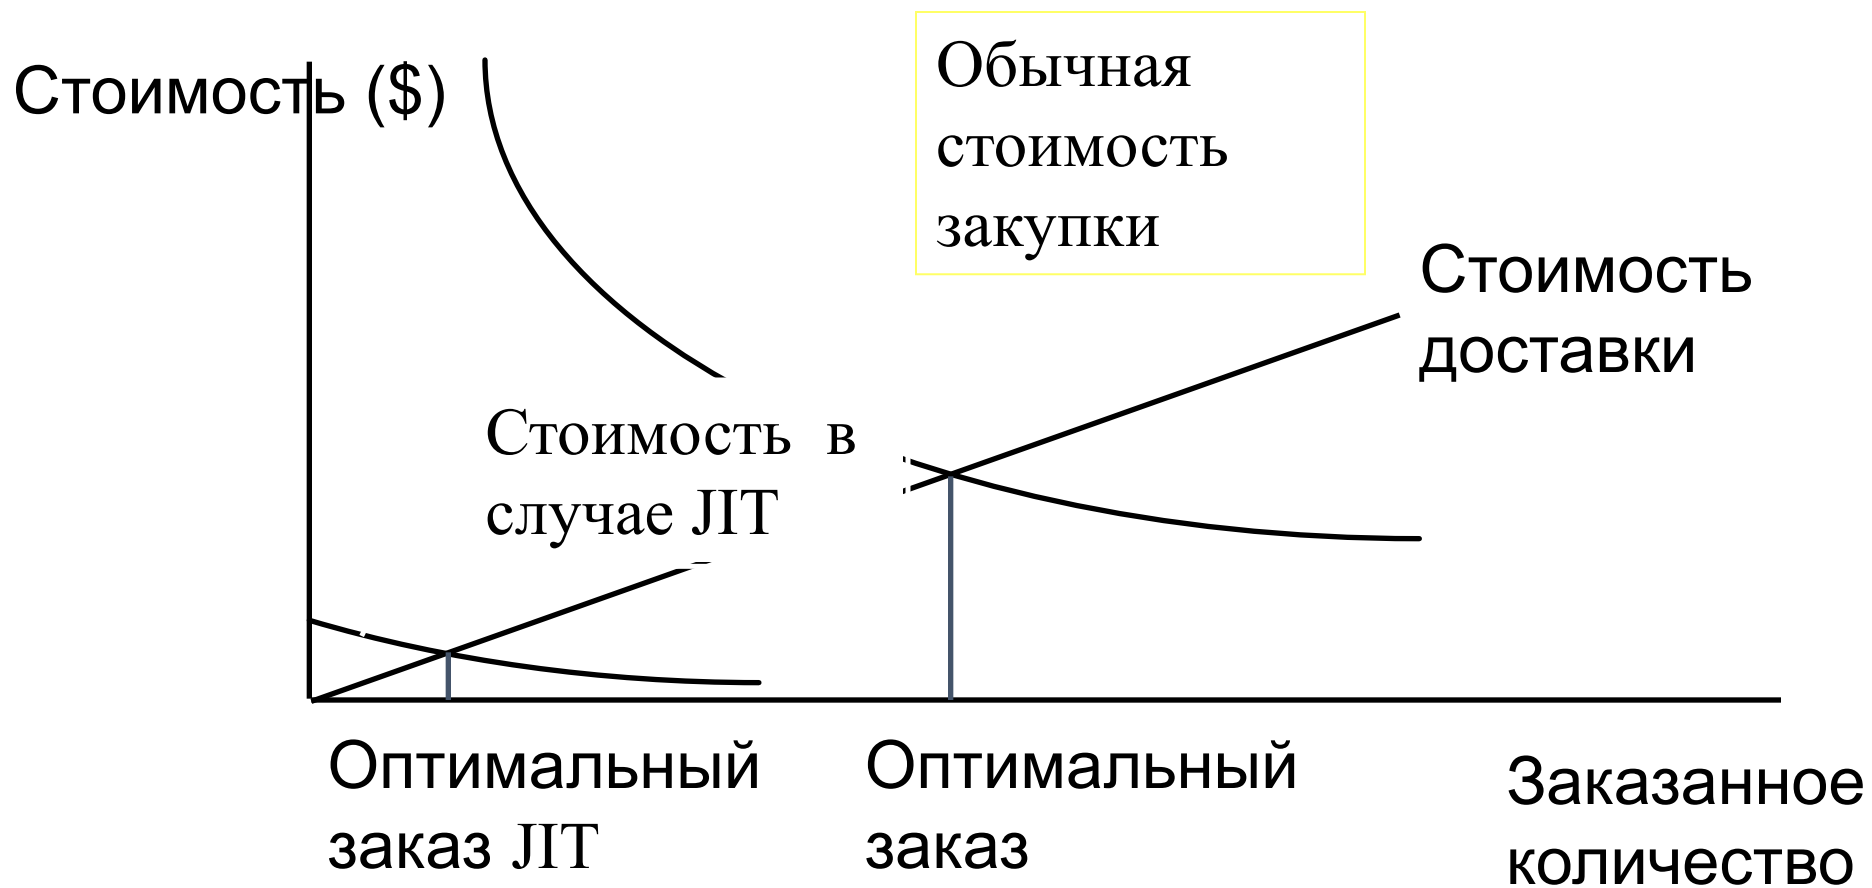 Стоимость ($)
Обычная
стоимость
закупки
Стоимость
доставки
Стоимость в
случае JIT
Оптимальный
заказ JIT
Оптимальный
заказ
Заказанное
количество